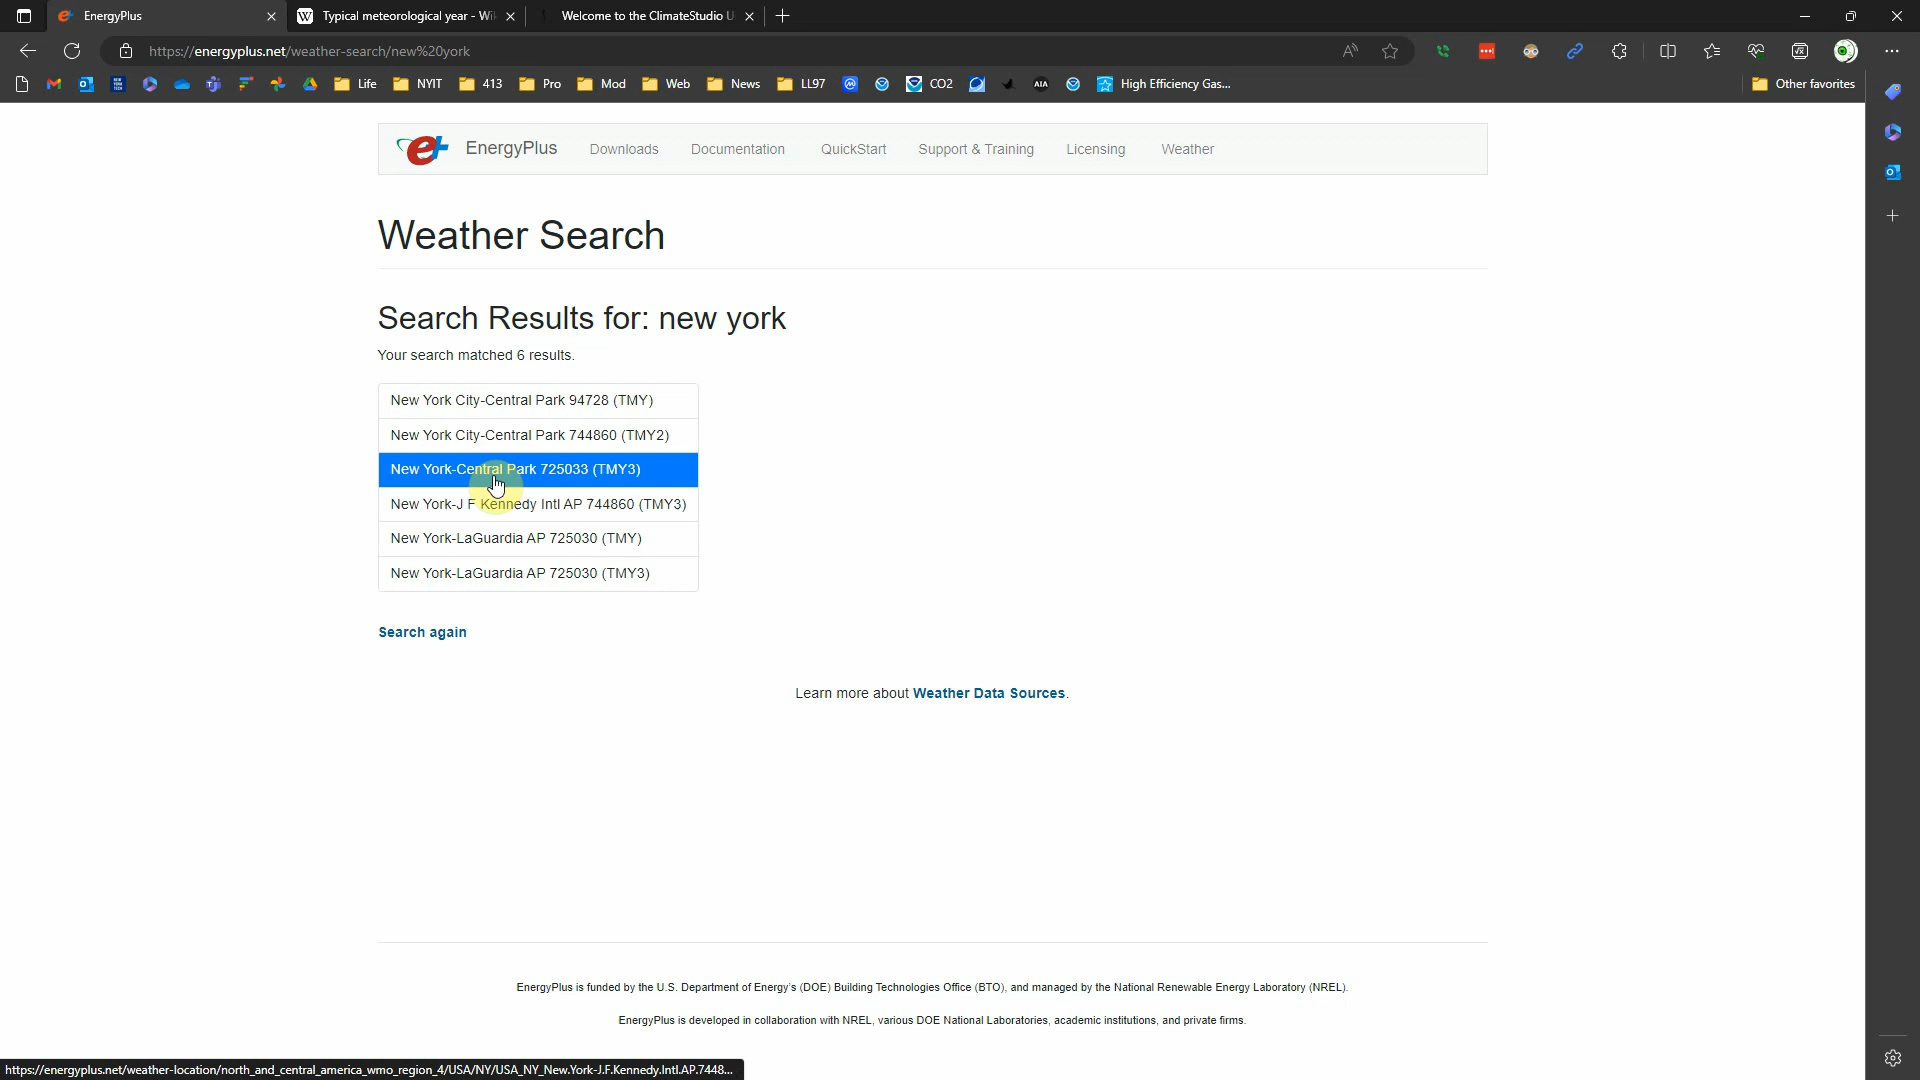 EnergyPlus
Typical meteorological year - Wi
Welcome to the ClimateStudio U
https://energyplus.net/weather-search/new%20york
Life
NYIT
413
Pro
Mod
Web
News
LL97
CO2
High Efficiency Gas...
Other favorites
EnergyPlus
Downloads
Documentation
QuickStart
Support & Training
Licensing
Weather
Weather Search
Search Results for: new york
Your search matched 6 results.
New York City-Central Park 94728 (TMY)
New York City-Central Park 744860 (TMY2)
New York-Central Park 725033 (TMY3)
New York-J F Kennedy Intl AP 744860 (TMY3)
New York-LaGuardia AP 725030 (TMY)
New York-LaGuardia AP 725030 (TMY3)
Search again
Learn more about Weather Data Sources.
EnergyPlus is funded by the U.S. Department of Energy's (DOE) Building Technologies Office (BTO), and managed by the National Renewable Energy Laboratory (NREL).
EnergyPlus is developed in collaboration with NREL, various DOE National Laboratories, academic institutions, and private firms.
https://energyplus.net/weather-location/north_and_central_america_wmo_region_4/USA/NY/USA_NY_New.York-J.F.Kennedy.Intl.AP.7448...